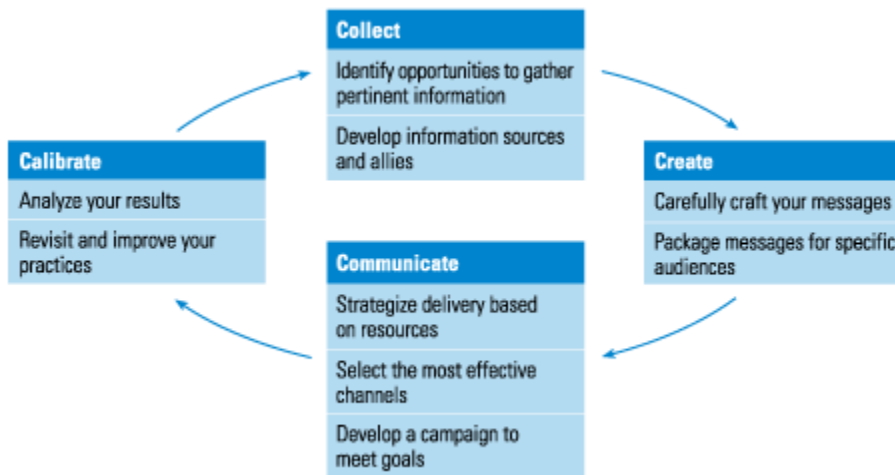 Collect
Identify opportunities to gather
pertinent information
Develop information sources
and allies
Create
Carefully craft your messages
Package messages for specific
audiences
Communicate
Strategize delivery based
on resources
Select the most effective
channels
Develop a campaign to
meet goals
Calibrate
Analyze your results
Revisit and improve your
practices